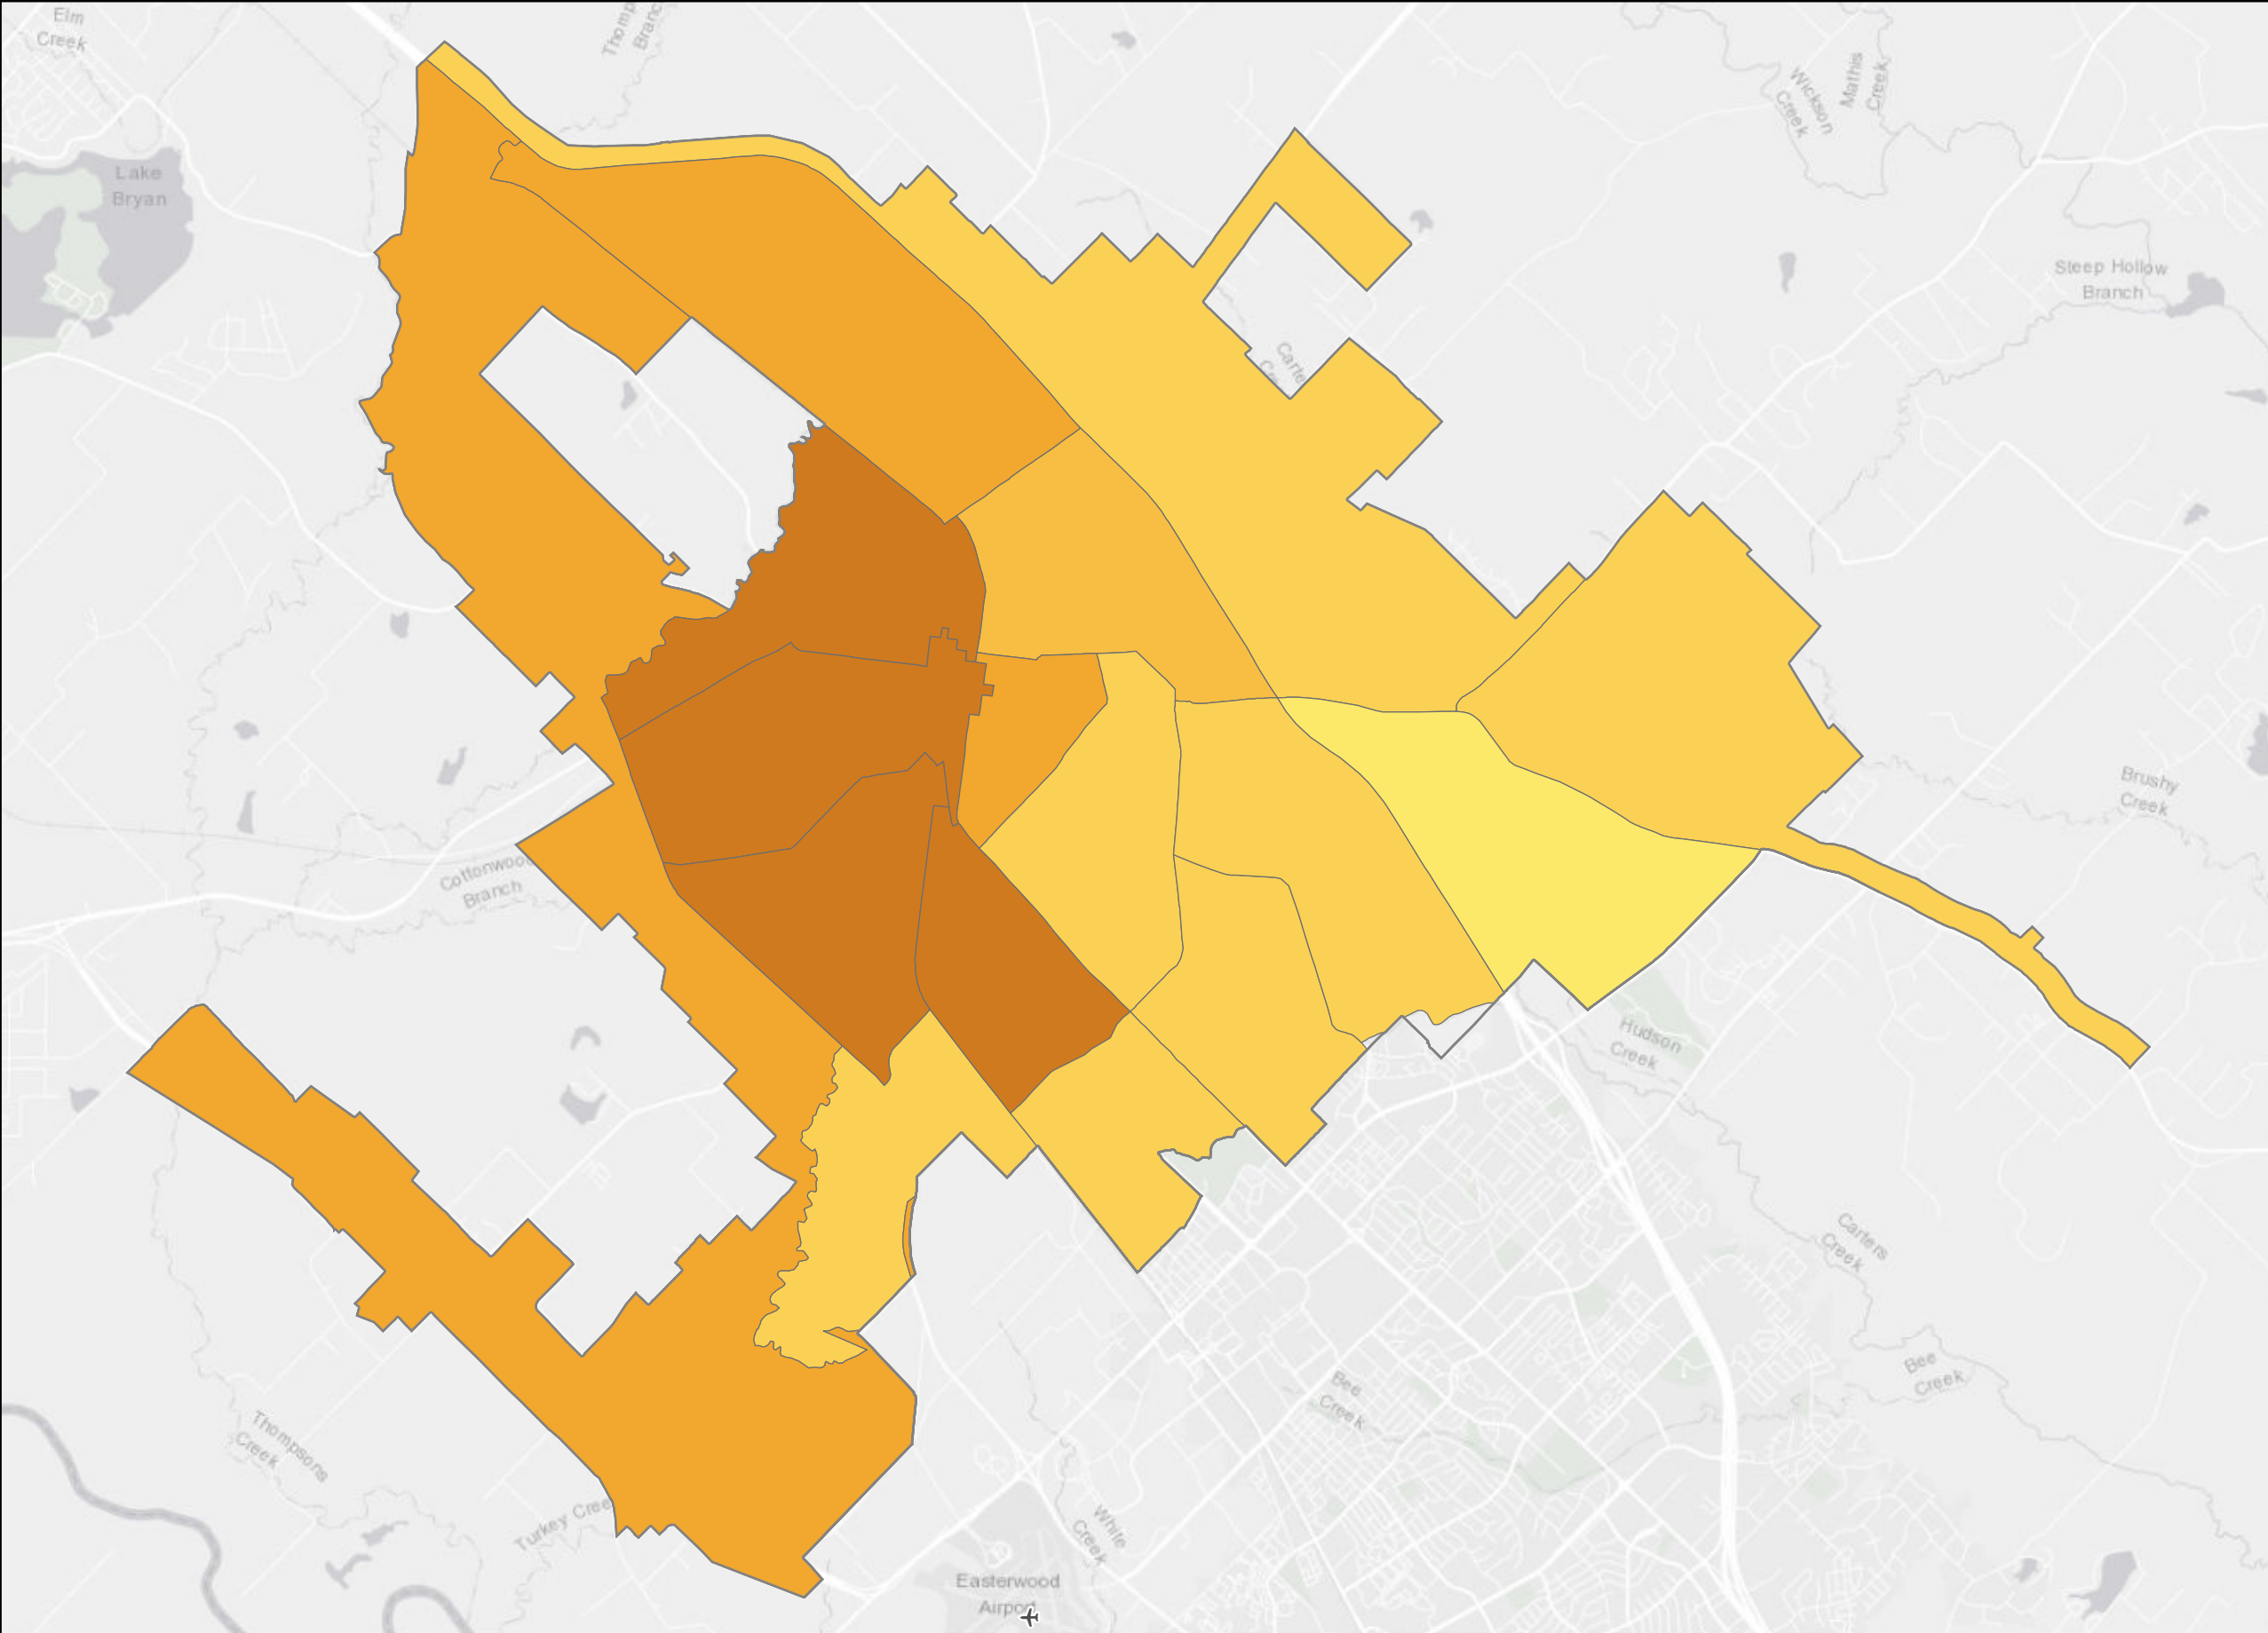 Elm
Creek
Lake
Bryan
Mathis
Creek
Wickson
Creek
Steep Hollow
Branch
Brushy
Creek
Cottonwood
Branch
Hudson
Creek
Carters
Creek
Bee
Creek
Bee
Creek
Thompsons
Creek
White
Creek
Easterwood
Airport